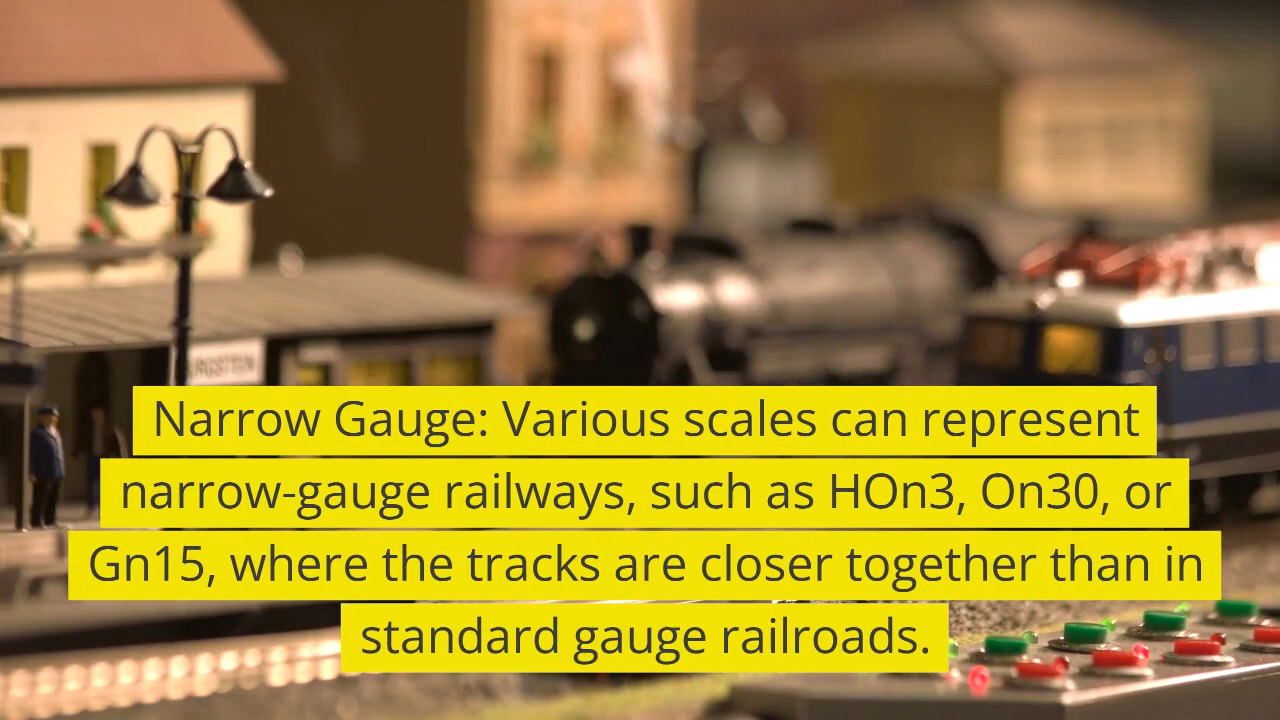 URGSTEIN
Narrow Gauge: Various scales can represent
narrow-gauge railways, such as HOn3, On30, or
Gn15, where the tracks are closer together than in
standard gauge railroads.